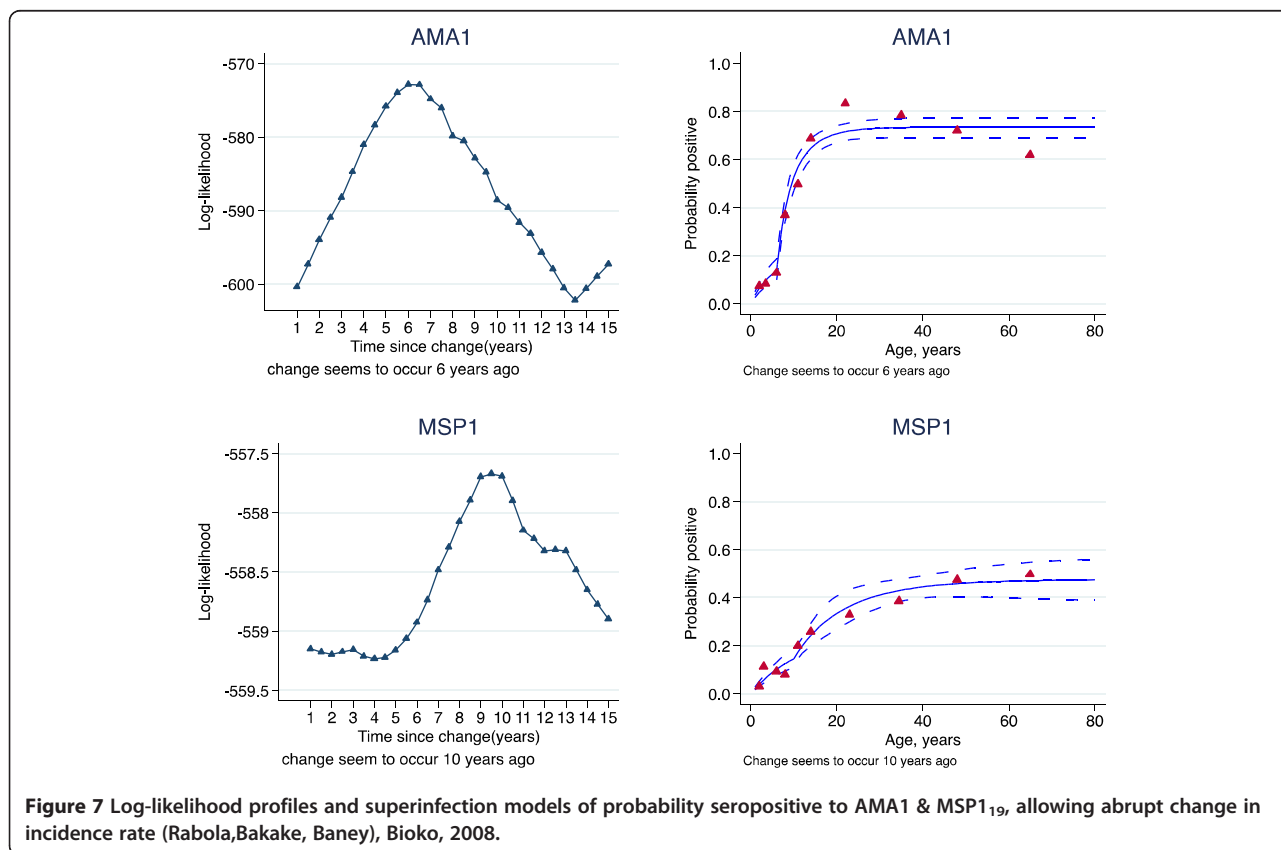 AMA1
-570
-580
-590
-600
Log-likelihood
1 2 3 4 5 6 7 8 9 10 11 12 13 14 15
Time since change(years)
change seems to occur 6 years ago
AMA1
1.0
0.8
0.6
0.4
0.2
0.0
Probability positive
0 20 40 60 80
Age, years
Change seems to occur 6 years ago
MSP1
-557.5
-558
-558.5
-559
-559.5
Log-likelihood
1 2 3 4 5 6 7 8 9 10 11 12 13 14 15
Time since change(years)
change seem to occur 10 years ago
MSP1
1.0
0.8
0.6
0.4
0.2
0.0
Probability positive
0 20 40 60 80
Age, years
Change seems to occur 10 years ago
Figure 7 Log-likelihood profiles and superinfection models of probability seropositive to AMA1 & MSP1₁₉, allowing abrupt change in
incidence rate (Rabola,Bakake, Baney), Bioko, 2008.